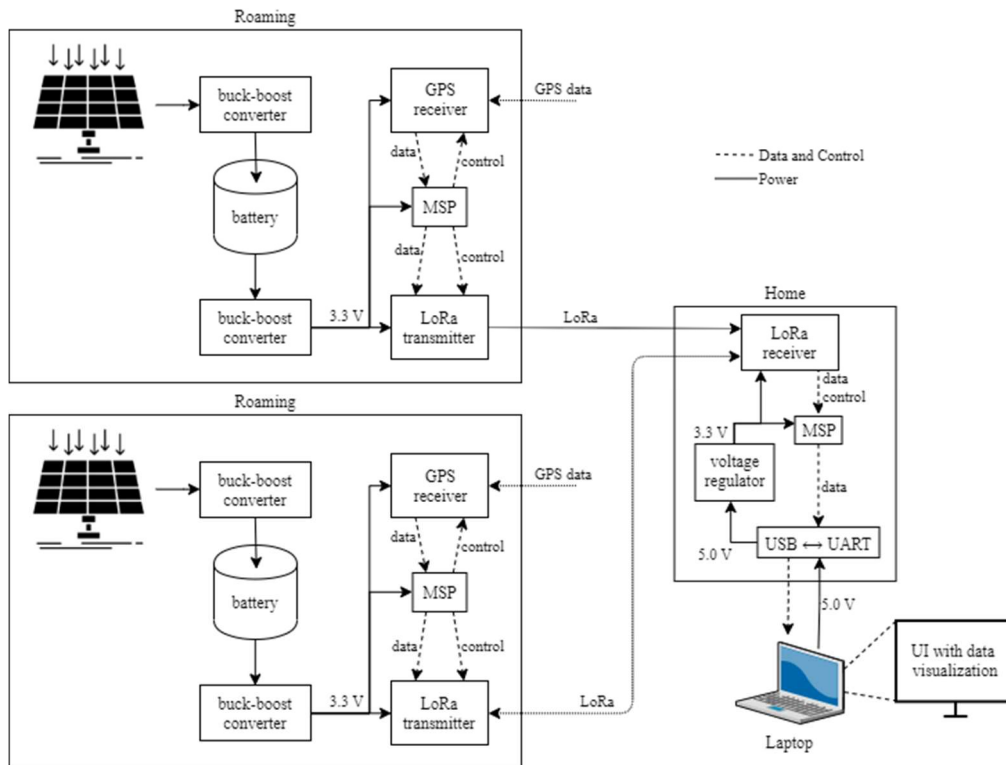 Roaming
buck-boost
converter
GPS
receiver
GPS data
data
control
MSP
battery
data
control
buck-boost
converter
3.3 V
LoRa
transmitter
LoRa
Data and Control
Power
Roaming
buck-boost
converter
GPS
receiver
GPS data
data
control
MSP
battery
data
control
buck-boost
converter
3.3 V
LoRa
transmitter
LoRa
Home
LoRa
receiver
data
control
3.3 V
MSP
voltage
regulator
data
5.0 V
USB ↔ UART
5.0 V
UI with data
visualization
Laptop